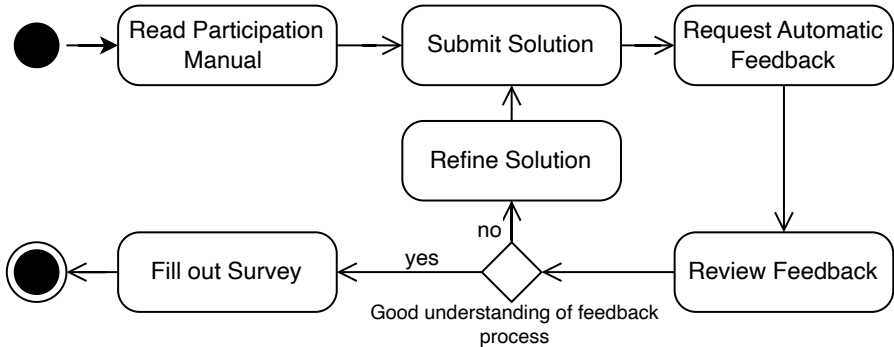 Read Participation
Manual
Submit Solution
Request Automatic
Feedback
Refine Solution
no
yes
Fill out Survey
Review Feedback
Good understanding of feedback
process